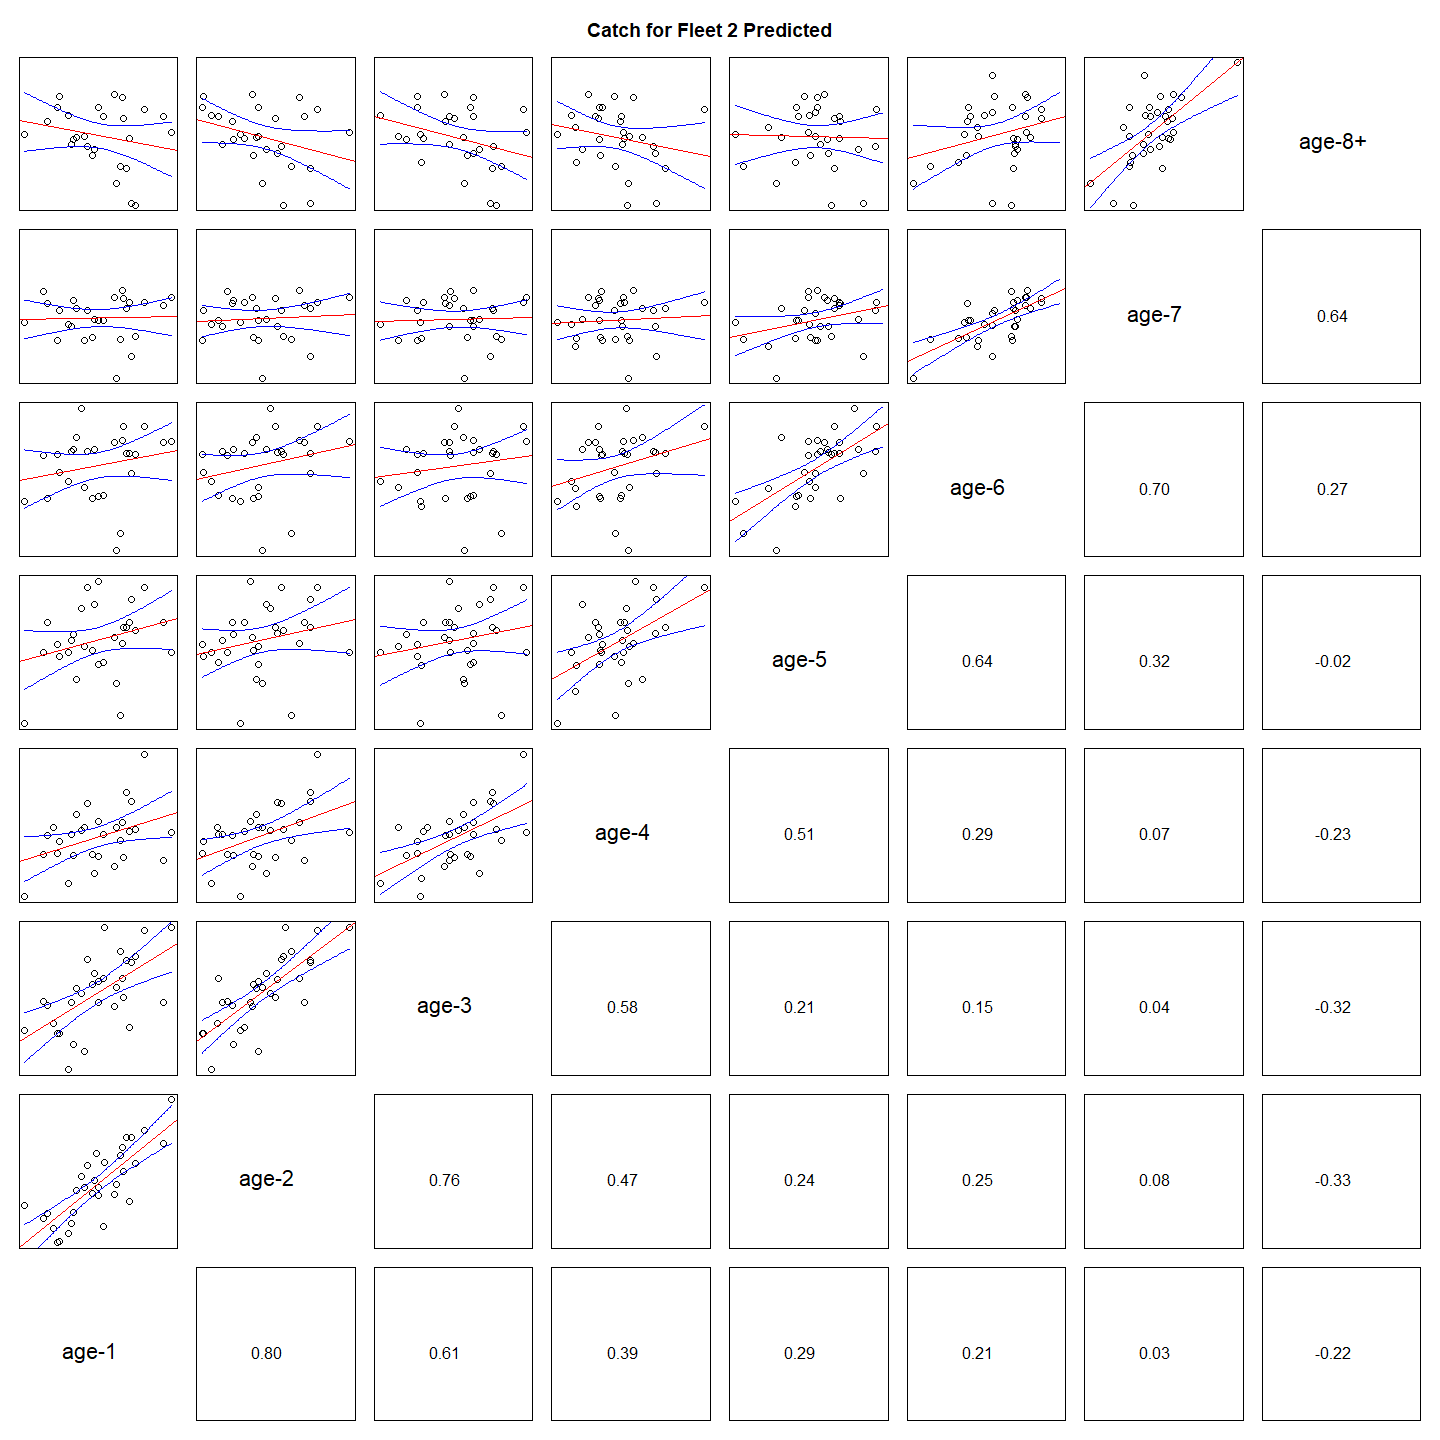 Catch for Fleet 2 Predicted
age-8+
age-7 0.64
age-6 0.70 0.27
age-5 0.64 0.32 -0.02
age-4 0.51 0.29 0.07 -0.23
age-3 0.58 0.21 0.15 0.04 -0.32
age-2 0.76 0.47 0.24 0.25 0.08 -0.33
age-1 0.80 0.61 0.39 0.29 0.21 0.03 -0.22